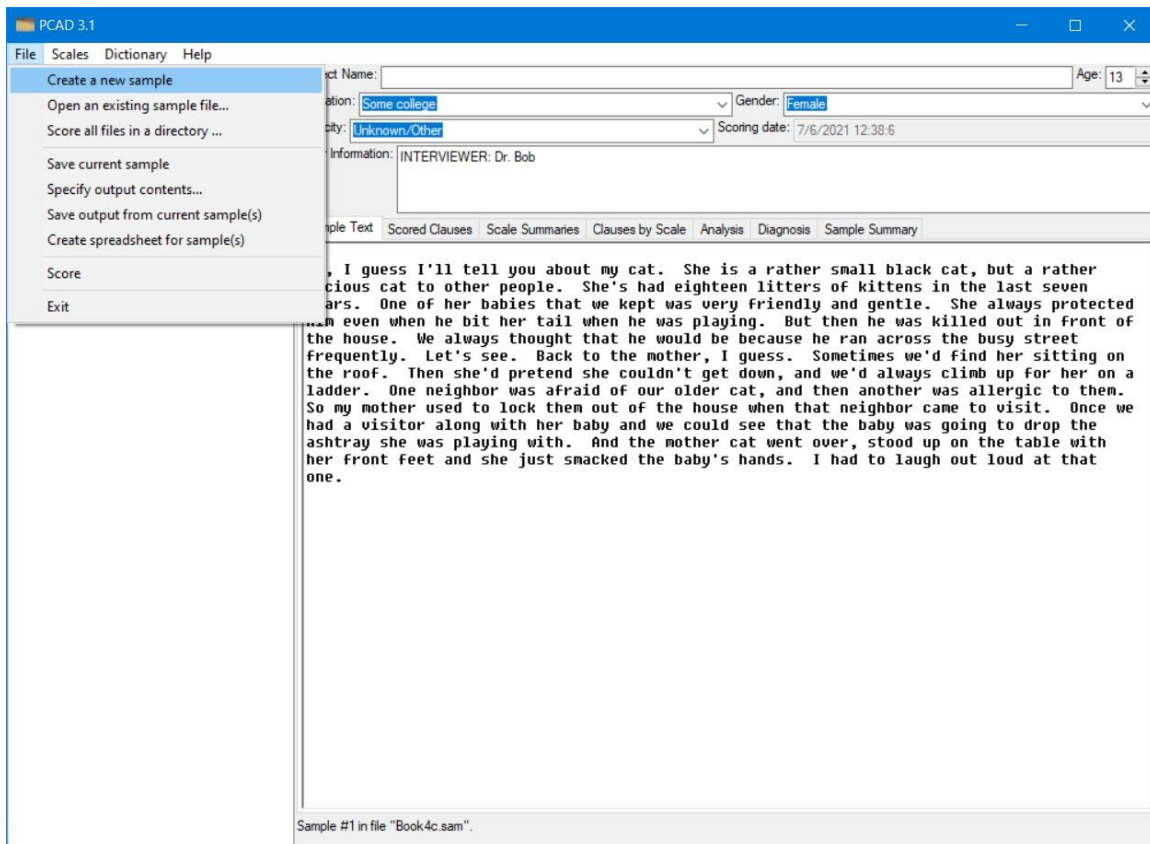 PCAD 3.1
File Scales Dictionary Help
Create a new sample
Open an existing sample file...
Score all files in a directory ...
Save current sample
Specify output contents...
Save output from current sample(s)
Create spreadsheet for sample(s)
Score
Exit
ect Name: Age: 13
ation: Some college Gender: Female
city: Unknown/Other Scoring date: 7/6/2021 12:38:6
Information: INTERVIEWER: Dr. Bob
mple Text Scored Clauses Scale Summaries Clauses by Scale Analysis Diagnosis Sample Summary
, I guess I'll tell you about my cat. She is a rather small black cat, but a rather
cious cat to other people. She's had eighteen litters of kittens in the last seven
ars. One of her babies that we kept was very friendly and gentle. She always protected
him even when he bit her tail when he was playing. But then he was killed out in front of
the house. We always thought that he would be because he ran across the busy street
frequently. Let's see. Back to the mother, I guess. Sometimes we'd find her sitting on
the roof. Then she'd pretend she couldn't get down, and we'd always climb up for her on a
ladder. One neighbor was afraid of our older cat, and then another was allergic to them.
So my mother used to lock them out of the house when that neighbor came to visit. Once we
had a visitor along with her baby and we could see that the baby was going to drop the
ashtray she was playing with. And the mother cat went over, stood up on the table with
her front feet and she just smacked the baby's hands. I had to laugh out loud at that
one.
Sample #1 in file "Book4c.sam".